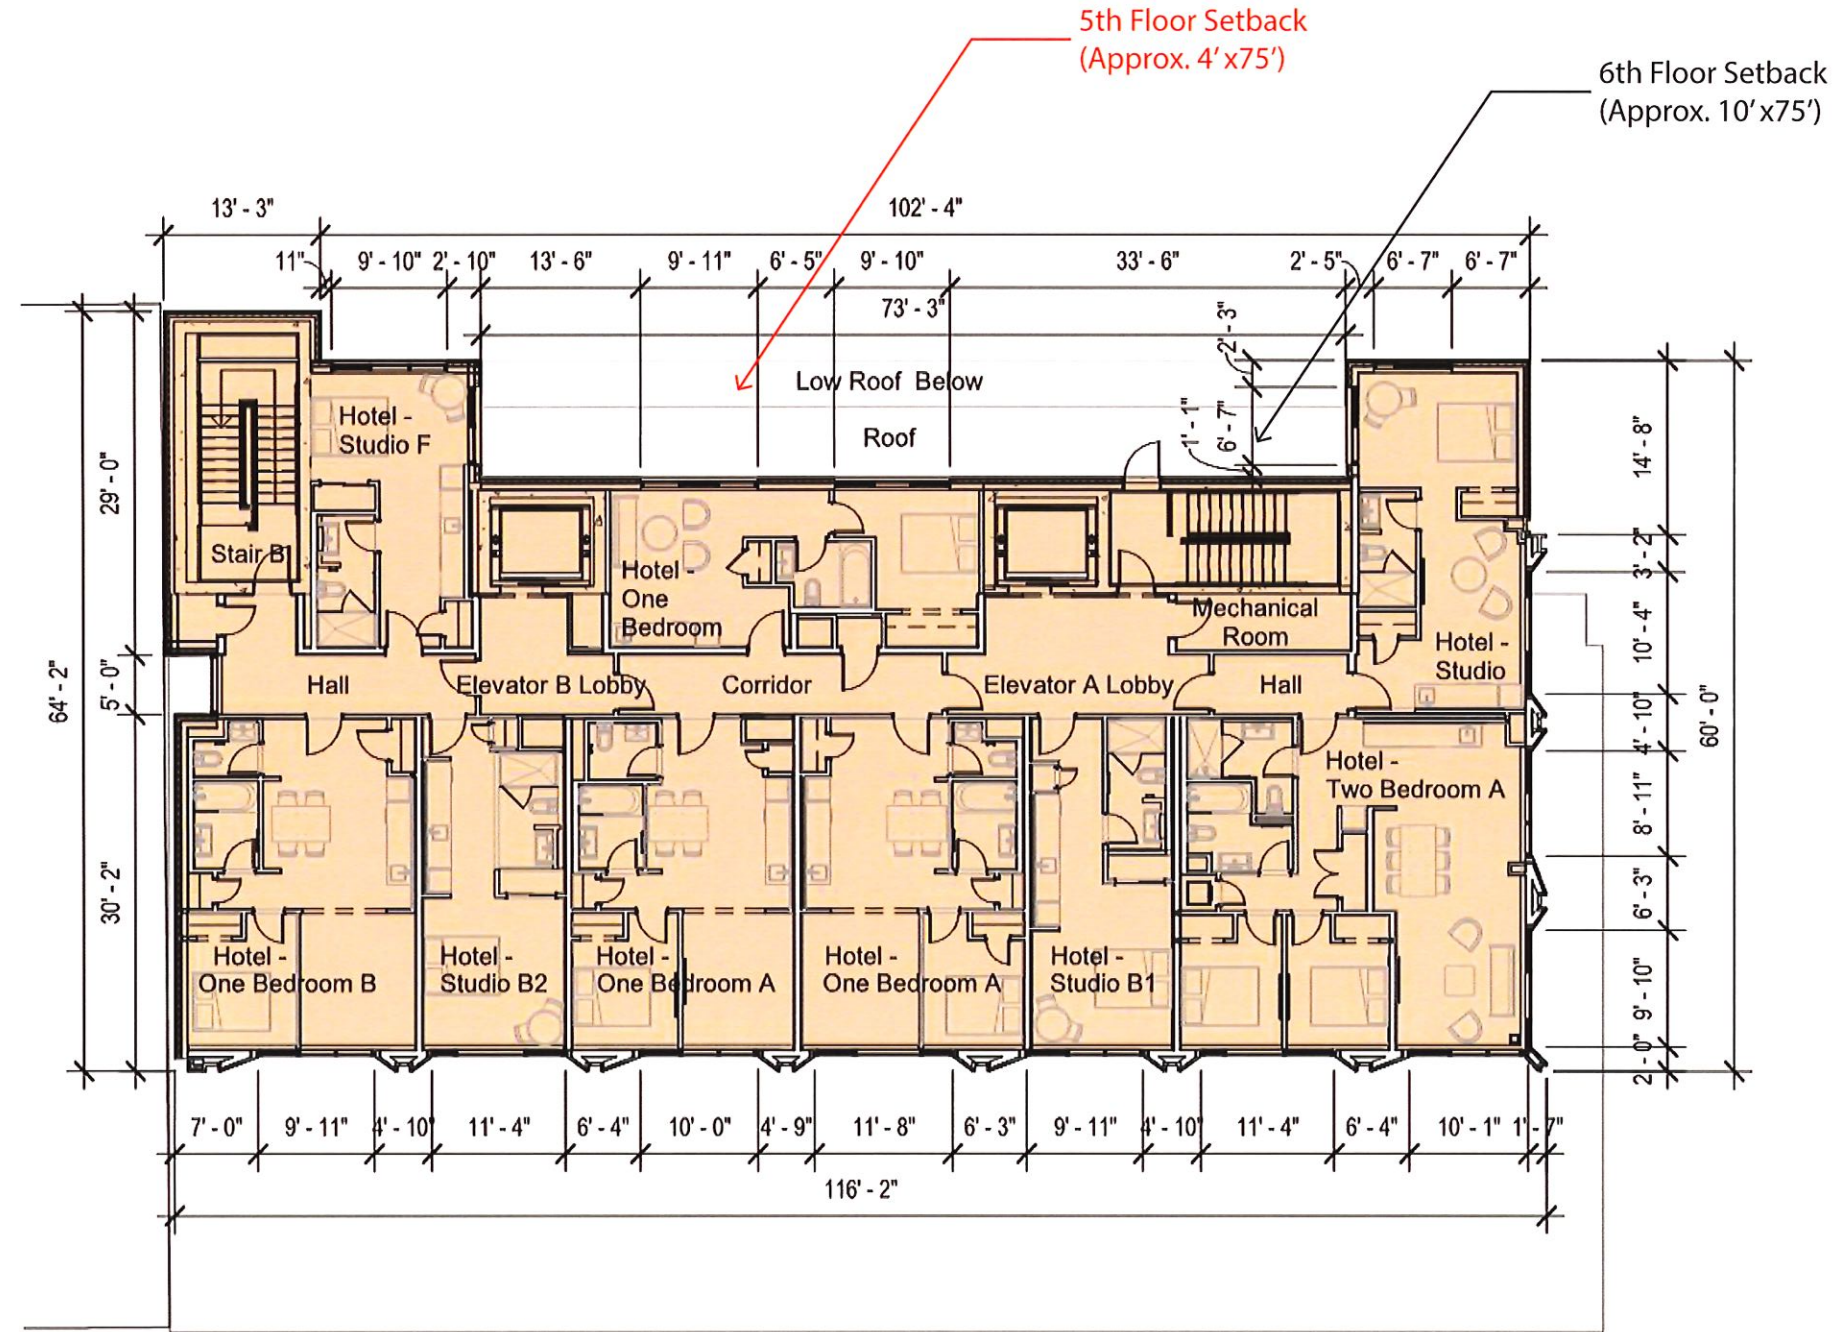 5th Floor Setback
(Approx. 4' x75')
6th Floor Setback
(Approx. 10' x75')
13' - 3"
102' - 4"
11"
9' - 10"
2' - 10"
13' - 6"
9' - 11"
6' - 5"
9' - 10"
33' - 6"
2' - 5"
6' - 7"
6' - 7"
73' - 3"
2' - 3"
Low Roof Below
Roof
1' - 1"
6' - 7"
Hotel -
Studio F
14' - 8"
29' - 0"
Stair B
3' - 2"
Hotel -
One
Bedroom
Mechanical
Room
Hotel -
Studio
10' - 4"
64' - 2"
5' - 0"
Hall
Elevator B Lobby
Corridor
Elevator A Lobby
Hall
4' - 10"
60' - 0"
Hotel -
Two Bedroom A
8' - 11"
30' - 2"
6' - 3"
Hotel -
One Bedroom B
Hotel -
Studio B2
Hotel -
One Bedroom A
Hotel -
One Bedroom A
Hotel -
Studio B1
9' - 10"
2' - 0"
7' - 0"
9' - 11"
4' - 10"
11' - 4"
6' - 4"
10' - 0"
4' - 9"
11' - 8"
6' - 3"
9' - 11"
4' - 10"
11' - 4"
6' - 4"
10' - 1"
1' - 7"
116' - 2"